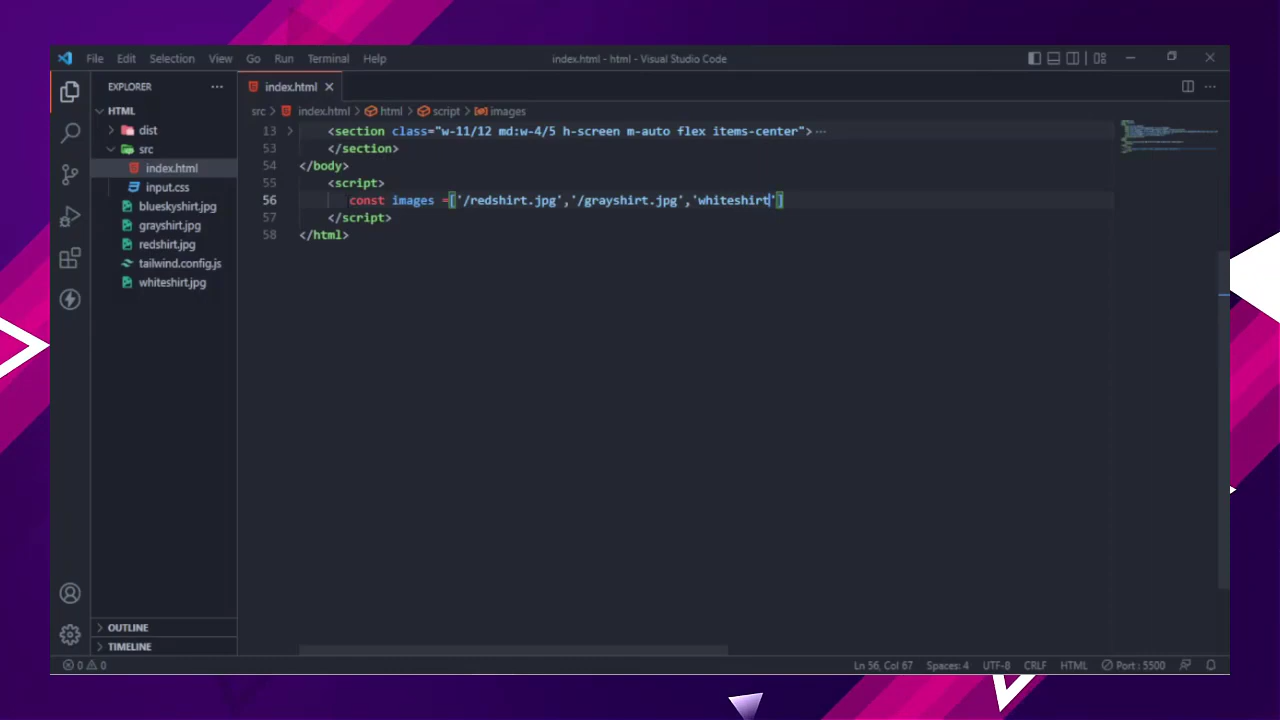 File Edit Selection View Go Run Terminal Help
index.html - html - Visual Studio Code
EXPLORER ···
HTML
dist
src
index.html
input.css
blueskyshirt.jpg
grayshirt.jpg
redshirt.jpg
tailwind.config.js
whiteshirt.jpg
OUTLINE
TIMELINE
index.html
src > index.html > html > script > images
13 <section class="w-11/12 md:w-4/5 h-screen m-auto flex items-center">···
53 </section>
54 </body>
55 <script>
56 const images =['/redshirt.jpg','/grayshirt.jpg','whiteshirt']
57 </script>
58 </html>
0 0
Ln 56, Col 67 Spaces: 4 UTF-8 CRLF HTML Port : 5500